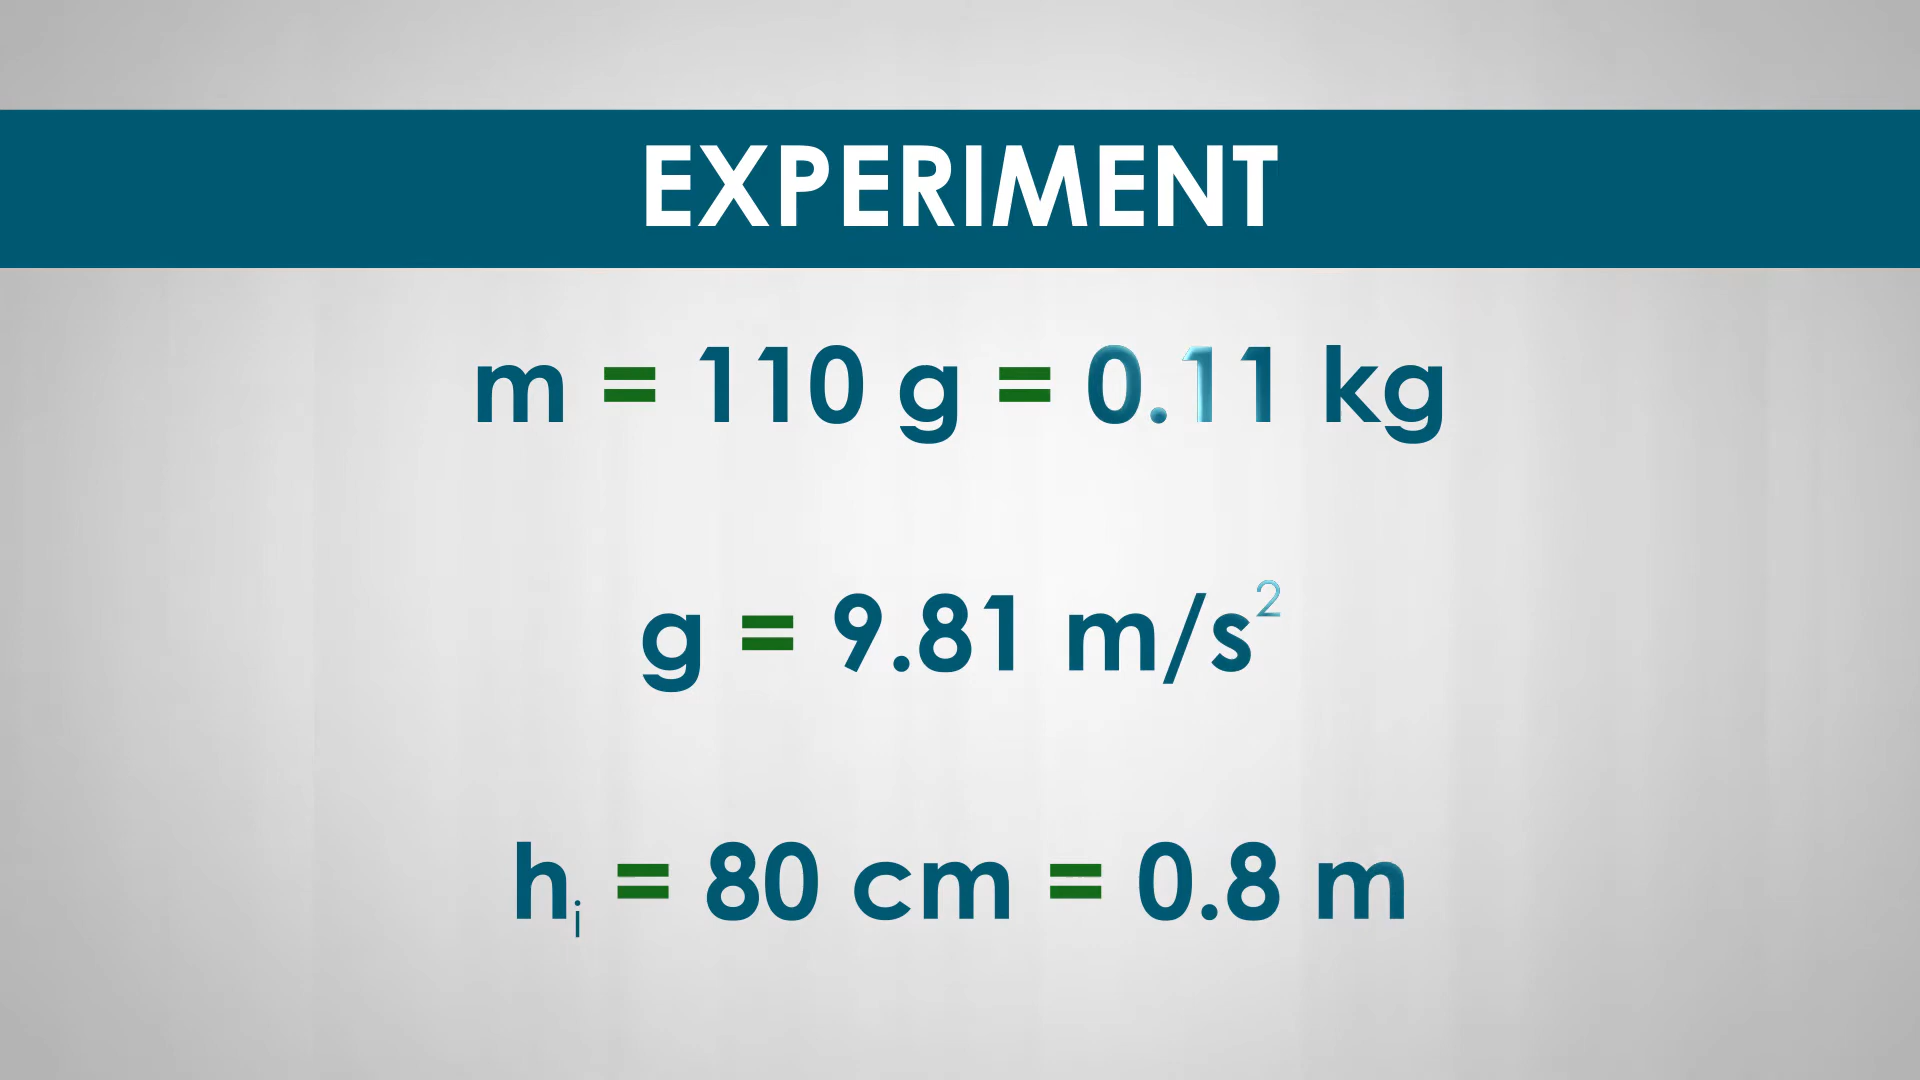 EXPERIMENT
m = 110 g = 0.11 kg
g = 9.81 m/s²
hᵢ = 80 cm = 0.8 m